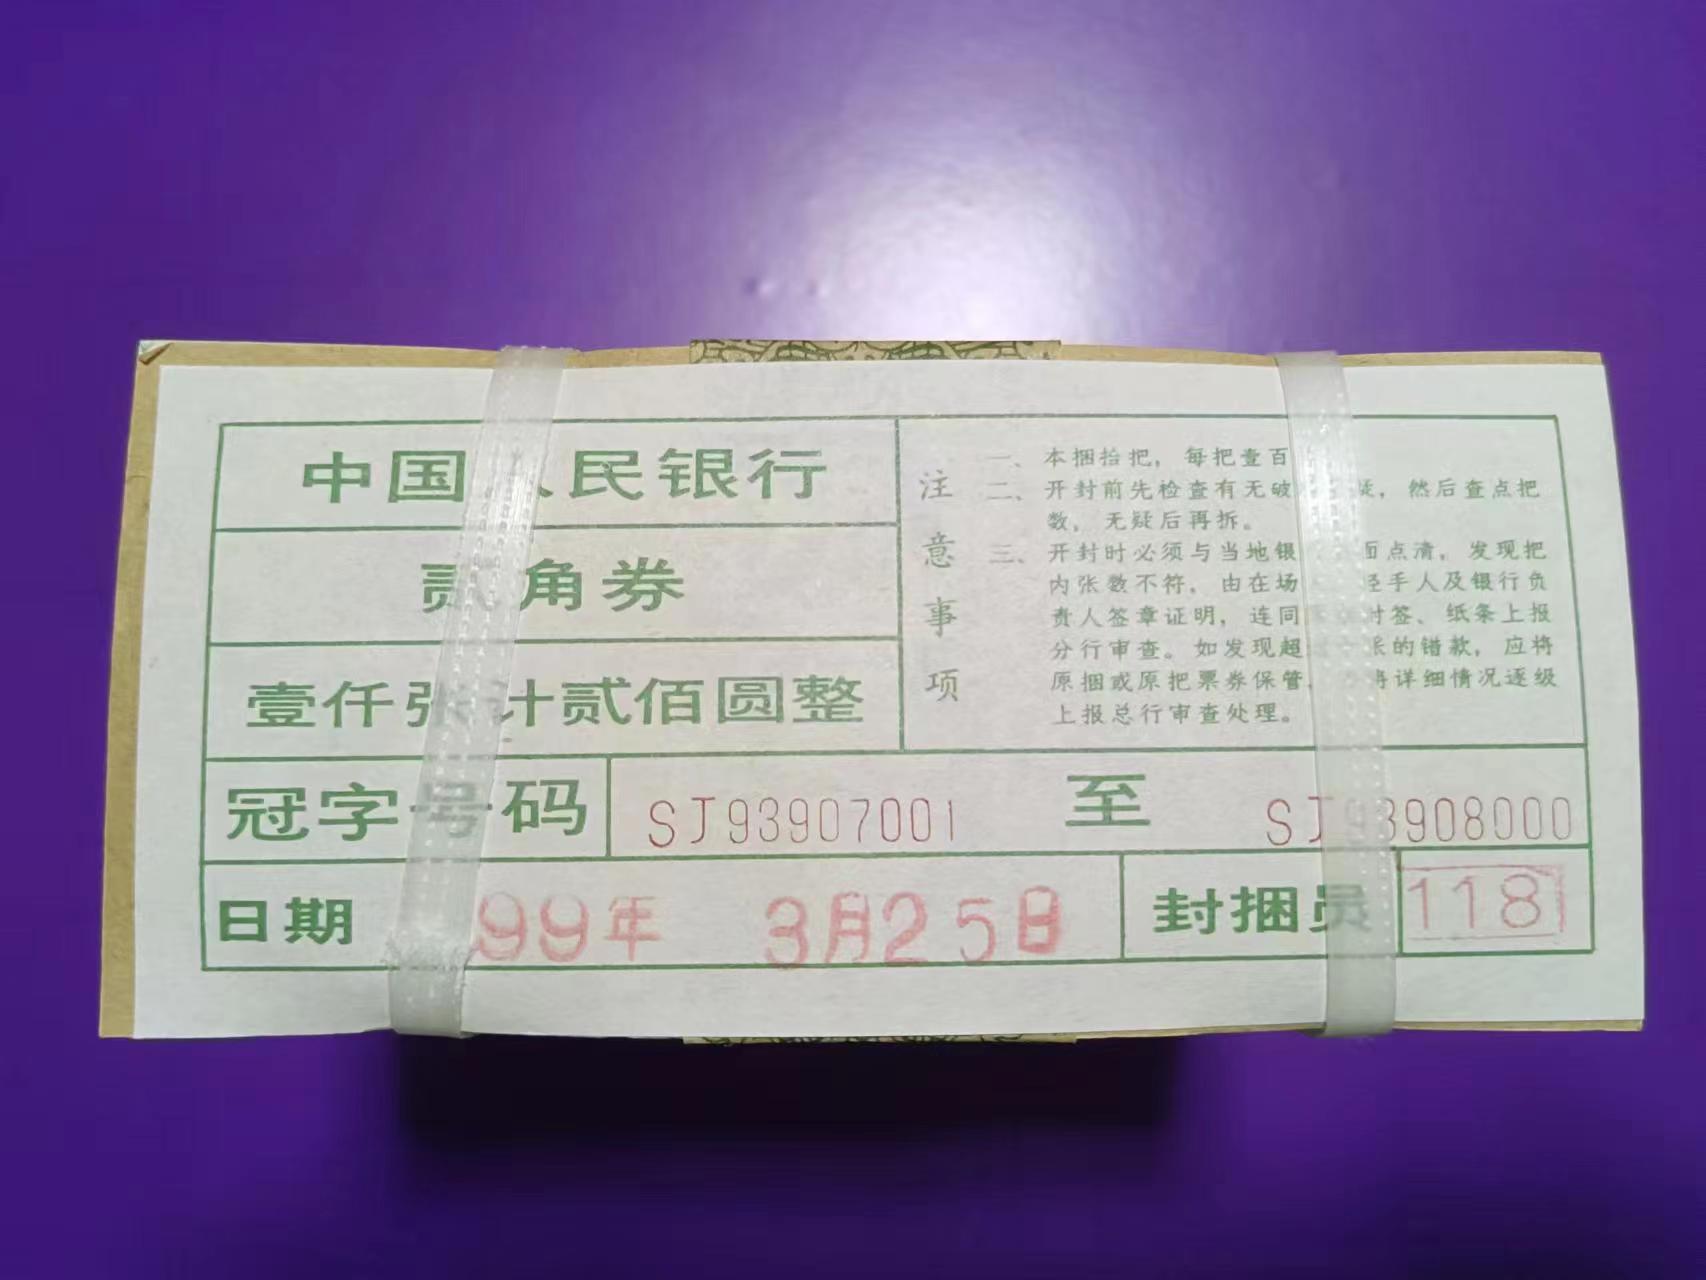 中国人民银行
贰角券
壹仟张计贰佰圆整
注意事项
一、本捆拾把，每把壹百
二、开封前先检查有无破 疑，然后查点把
数，无疑后再拆。
三、开封时必须与当地银 面点清，发现把
内张数不符，由在场 经手人及银行负
责人签章证明，连同 封签、纸条上报
分行审查。如发现超 张的错款，应将
原捆或原把票券保管， 将详细情况逐级
上报总行审查处理。
冠字号码 SJ93907001 至 SJ93908000
日期 99年 3月25日 封捆员 118